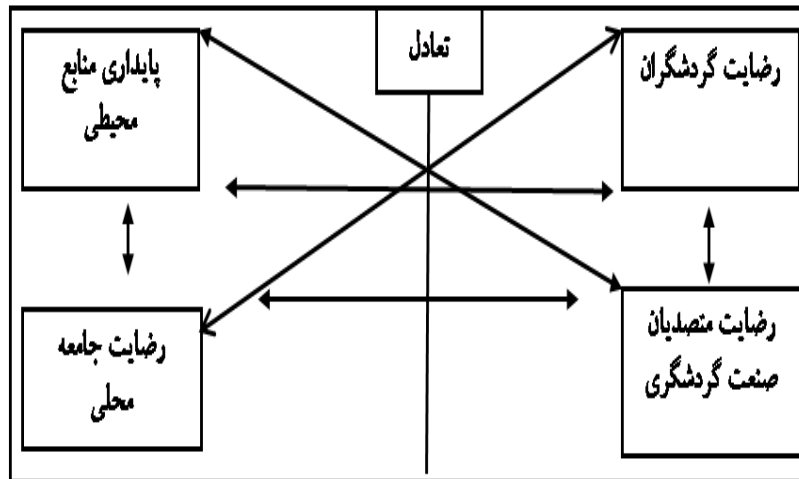 تعادل
رضایت گردشگران
پایداری منابع
محیطی
رضایت متصدیان
صنعت گردشگری
رضایت جامعه
محلی